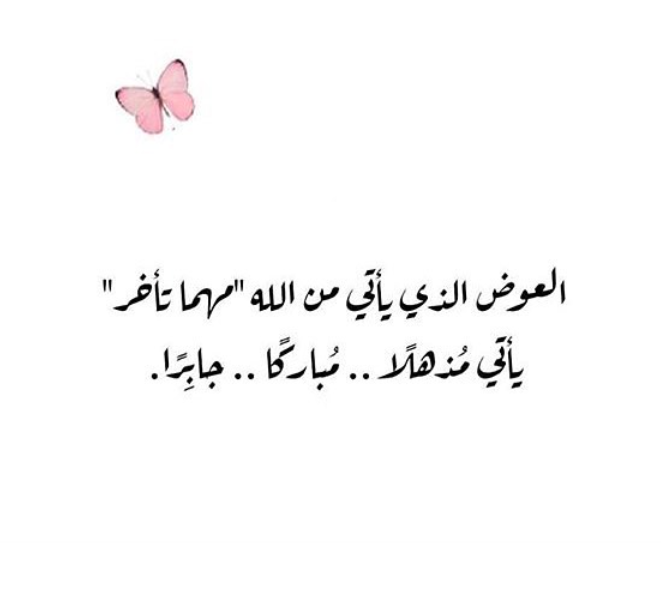 العوض الذي يأتي من الله "مهما تأخر"
يأتي مُذهلًا .. مُباركًا .. جابِرًا.